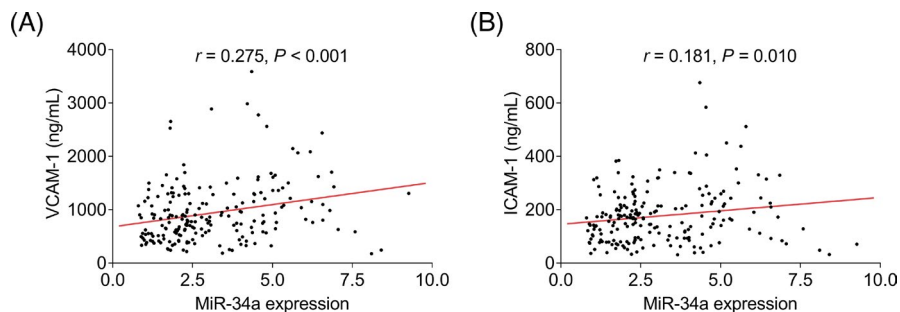 (A)
r = 0.275, P < 0.001
VCAM-1 (ng/mL)
4000
3000
2000
1000
0
0.0 2.5 5.0 7.5 10.0
MiR-34a expression
(B)
r = 0.181, P = 0.010
ICAM-1 (ng/mL)
800
600
400
200
0
0.0 2.5 5.0 7.5 10.0
MiR-34a expression